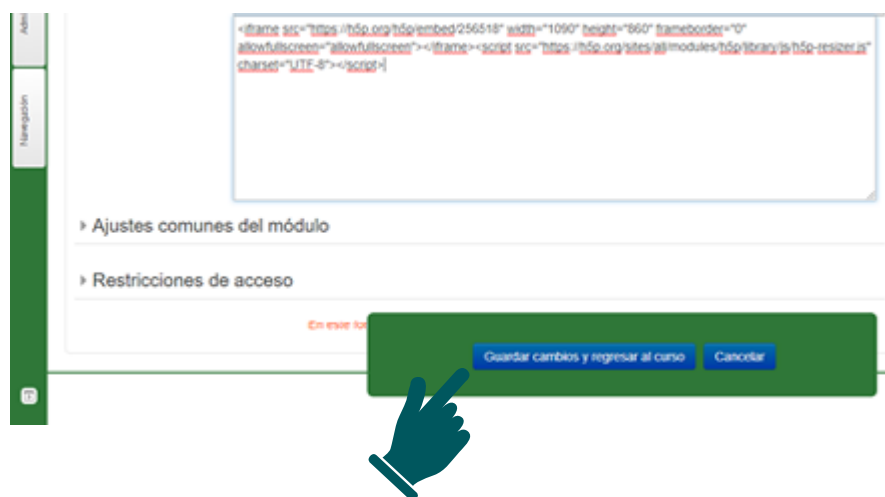 Adm
<iframe src="https://h5p.org/h5p/embed/256518" width="1090" height="860" frameborder="0"
allowfullscreen="allowfullscreen"></iframe><script src="https://h5p.org/sites/all/modules/h5p/library/js/h5p-resizer.js"
charset="UTF-8"></script>
Navegación
Ajustes comunes del módulo
Restricciones de acceso
En este for
Guardar cambios y regresar al curso
Cancelar